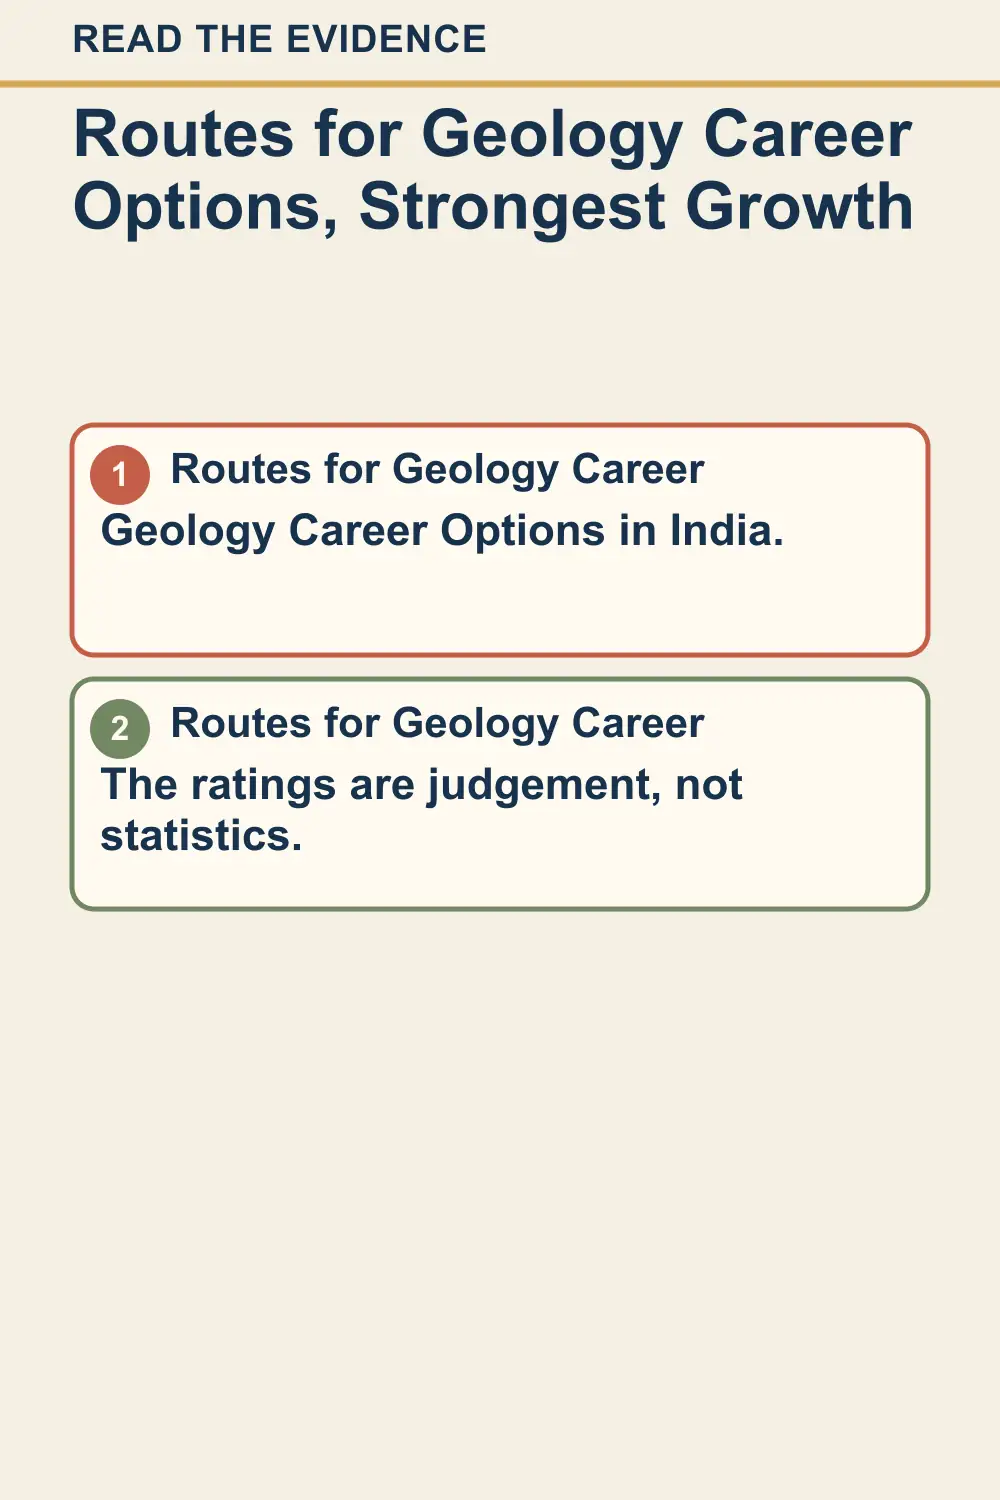 READ THE EVIDENCE
Routes for Geology Career
Options, Strongest Growth
1 Routes for Geology Career
Geology Career Options in India.
2 Routes for Geology Career
The ratings are judgement, not
statistics.